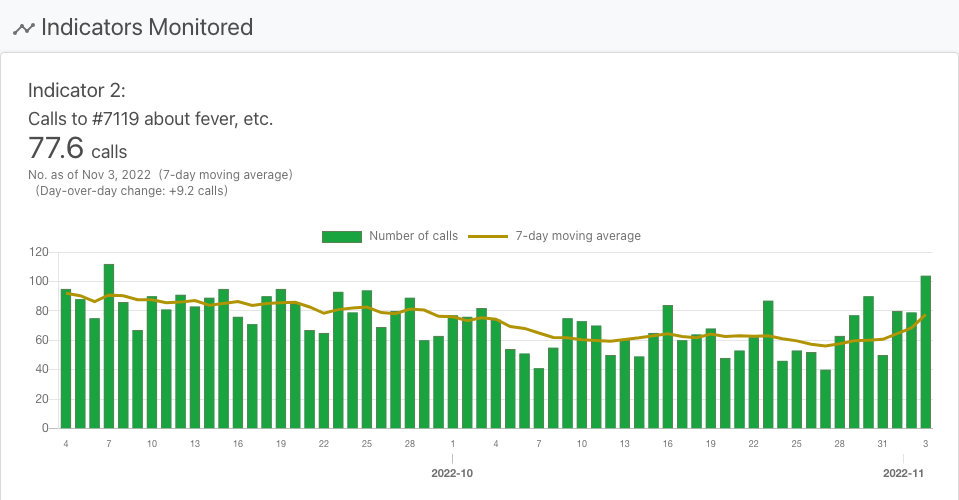 Indicators Monitored
Indicator 2:
Calls to #7119 about fever, etc.
77.6 calls
No. as of Nov 3, 2022 (7-day moving average)
(Day-over-day change: +9.2 calls)
Number of calls 7-day moving average
120
100
80
60
40
20
0
4 7 10 13 16 19 22 25 28 1 4 7 10 13 16 19 22 25 28 31 3
2022-10 2022-11